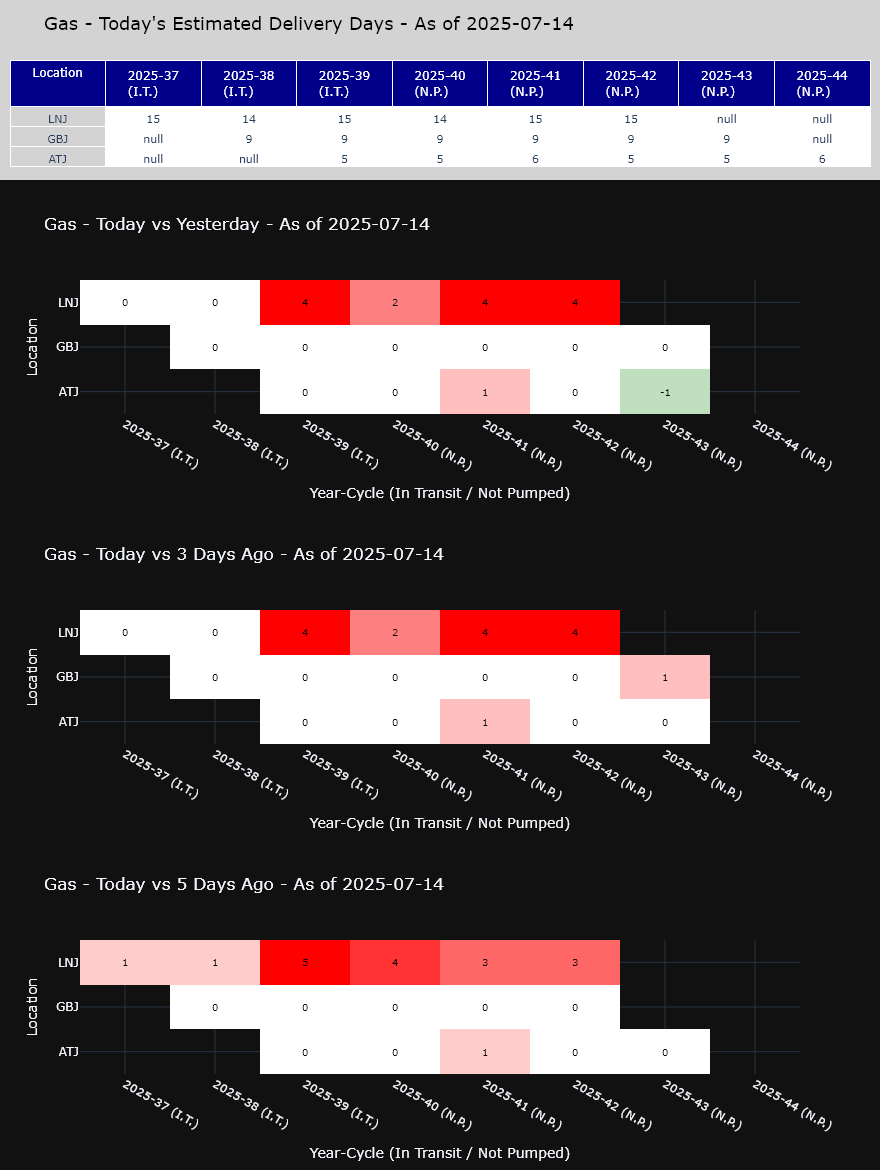 Gas - Today's Estimated Delivery Days - As of 2025-07-14
Location 2025-37 (I.T.) 2025-38 (I.T.) 2025-39 (I.T.) 2025-40 (N.P.) 2025-41 (N.P.) 2025-42 (N.P.) 2025-43 (N.P.) 2025-44 (N.P.)
LNJ 15 14 15 14 15 15 null null
GBJ null 9 9 9 9 9 9 null
ATJ null null 5 5 6 5 5 6
Gas - Today vs Yesterday - As of 2025-07-14
Location
LNJ 0 0 4 2 4 4
GBJ 0 0 0 0 0 0
ATJ 0 0 1 0 -1
2025-37 (I.T.) 2025-38 (I.T.) 2025-39 (I.T.) 2025-40 (N.P.) 2025-41 (N.P.) 2025-42 (N.P.) 2025-43 (N.P.) 2025-44 (N.P.)
Year-Cycle (In Transit / Not Pumped)
Gas - Today vs 3 Days Ago - As of 2025-07-14
Location
LNJ 0 0 4 2 4 4
GBJ 0 0 0 0 0 1
ATJ 0 0 1 0 0
2025-37 (I.T.) 2025-38 (I.T.) 2025-39 (I.T.) 2025-40 (N.P.) 2025-41 (N.P.) 2025-42 (N.P.) 2025-43 (N.P.) 2025-44 (N.P.)
Year-Cycle (In Transit / Not Pumped)
Gas - Today vs 5 Days Ago - As of 2025-07-14
Location
LNJ 1 1 5 4 3 3
GBJ 0 0 0 0 0
ATJ 0 0 1 0 0
2025-37 (I.T.) 2025-38 (I.T.) 2025-39 (I.T.) 2025-40 (N.P.) 2025-41 (N.P.) 2025-42 (N.P.) 2025-43 (N.P.) 2025-44 (N.P.)
Year-Cycle (In Transit / Not Pumped)